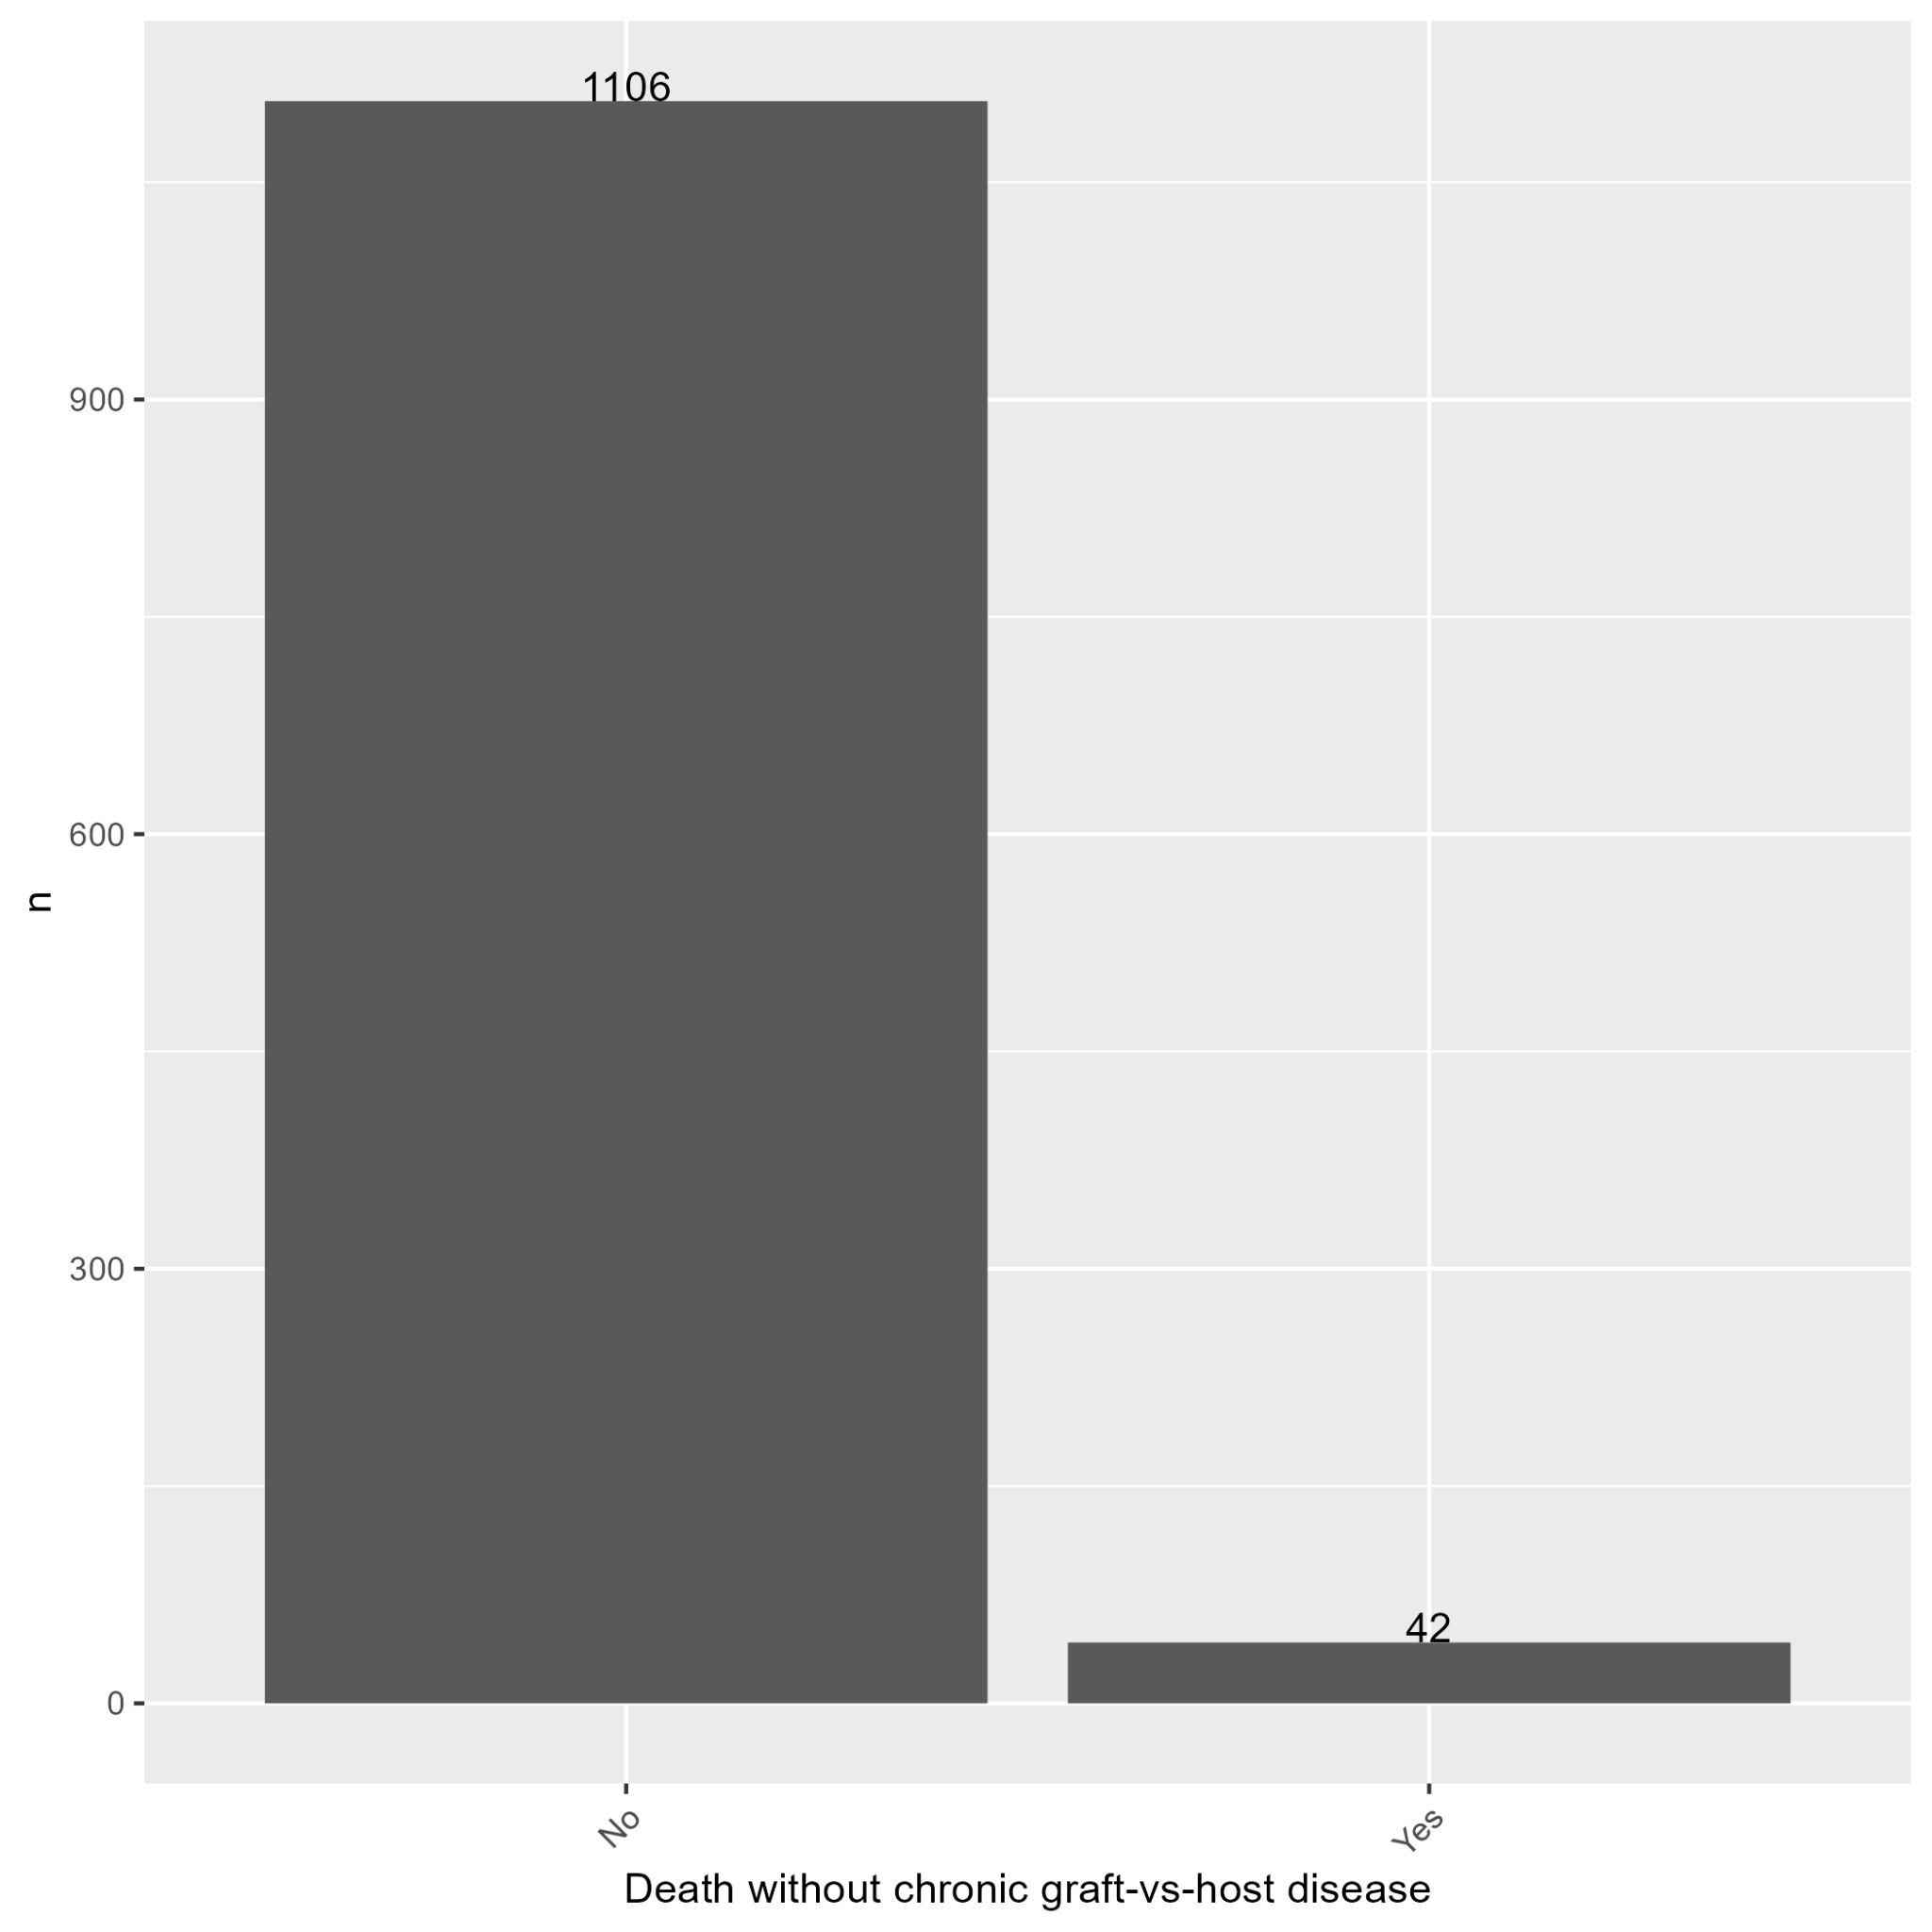 1106
900
600
n
300
42
0
No
Yes
Death without chronic graft-vs-host disease